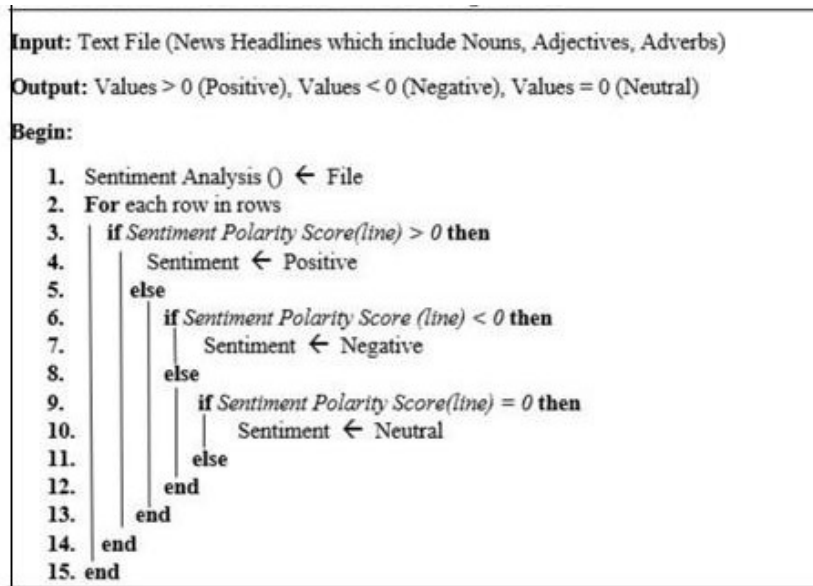 Input: Text File (News Headlines which include Nouns, Adjectives, Adverbs)
Output: Values > 0 (Positive), Values < 0 (Negative), Values = 0 (Neutral)
Begin:
1. Sentiment Analysis () ← File
2. For each row in rows
3. if Sentiment Polarity Score(line) > 0 then
4. Sentiment ← Positive
5. else
6. if Sentiment Polarity Score (line) < 0 then
7. Sentiment ← Negative
8. else
9. if Sentiment Polarity Score(line) = 0 then
10. Sentiment ← Neutral
11. else
12. end
13. end
14. end
15. end